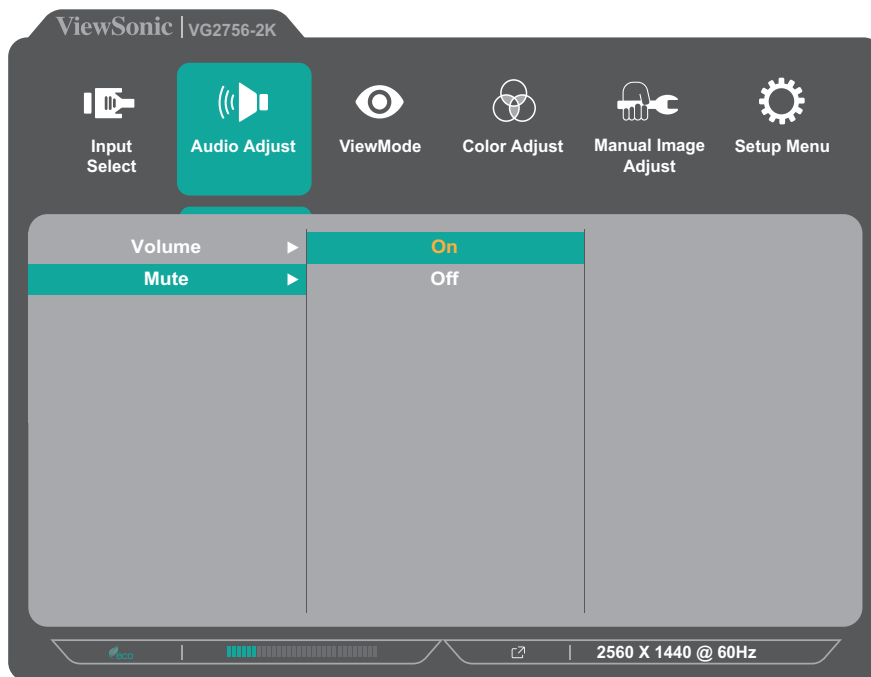 ViewSonic | VG2756-2K
Input Select
Audio Adjust
ViewMode
Color Adjust
Manual Image Adjust
Setup Menu
Volume
On
Mute
Off
eco
2560 X 1440 @ 60Hz